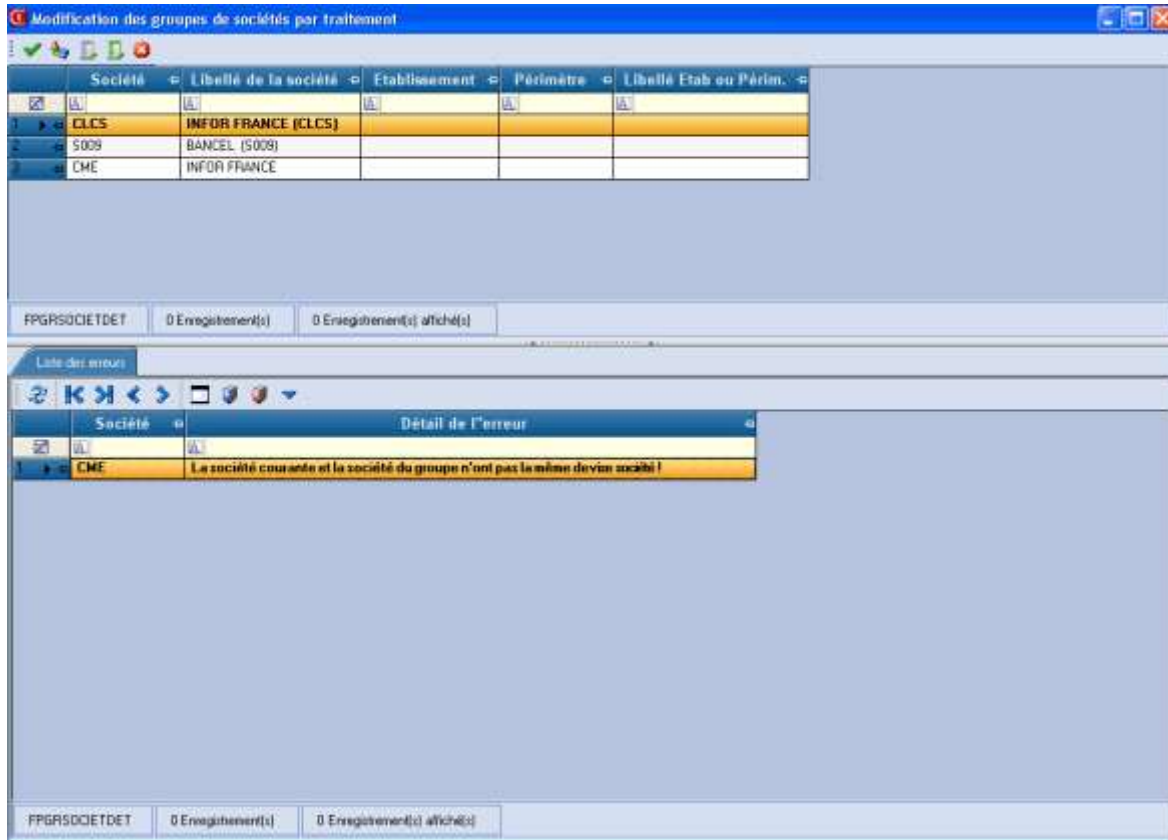 Modification des groupes de sociétés par traitement
Société Libellé de la société Etablissement Périmètre Libellé Etab ou Périm.
1 CLCS INFOR FRANCE (CLCS)
2 S009 BANCEL (S009)
3 CME INFOR FRANCE
FPGRSOCIETDET 0 Enregistrement(s) 0 Enregistrement(s) affiché(s)
Liste des erreurs
Société Détail de l"erreur
1 CME La société courante et la société du groupe n'ont pas la même devise société !
FPGRSOCIETDET 0 Enregistrement(s) 0 Enregistrement(s) affiché(s)